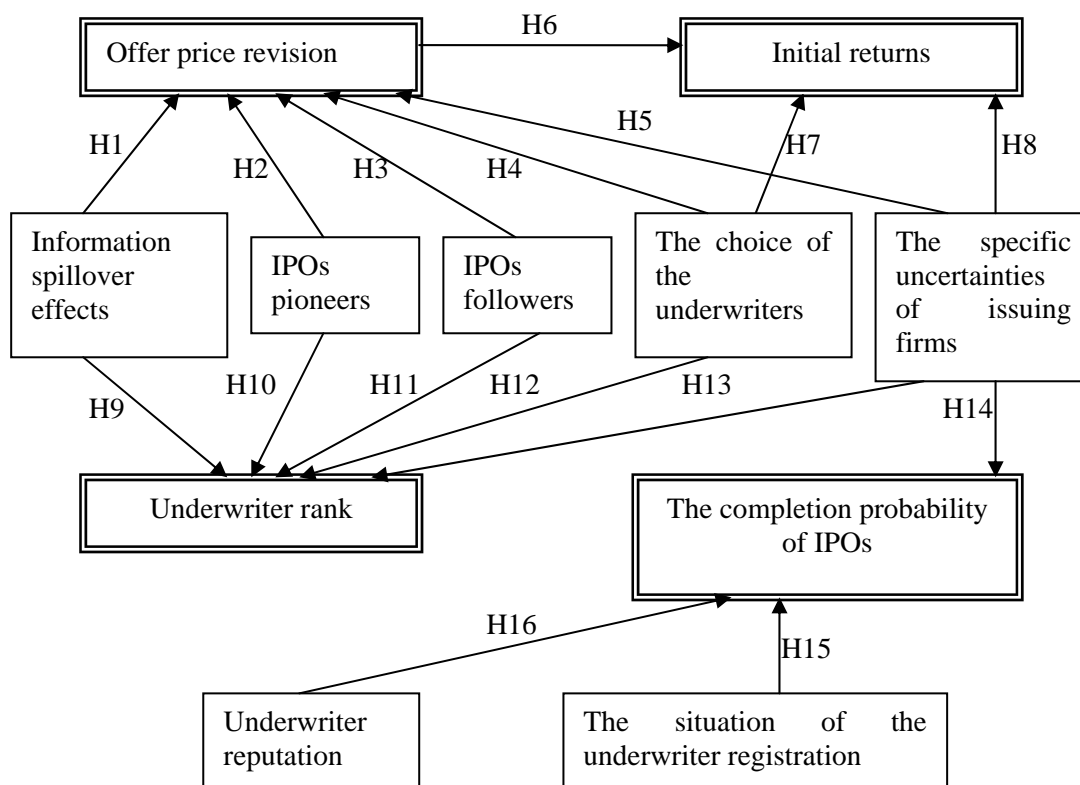 H6
Offer price revision
Initial returns
H5
H1
H2
H3
H4
H7
H8
Information
spillover
effects
IPOs
pioneers
IPOs
followers
The choice of
the
underwriters
The specific
uncertainties
of issuing
firms
H9
H10
H11
H12
H13
H14
Underwriter rank
The completion probability
of IPOs
H16
H15
Underwriter
reputation
The situation of the
underwriter registration